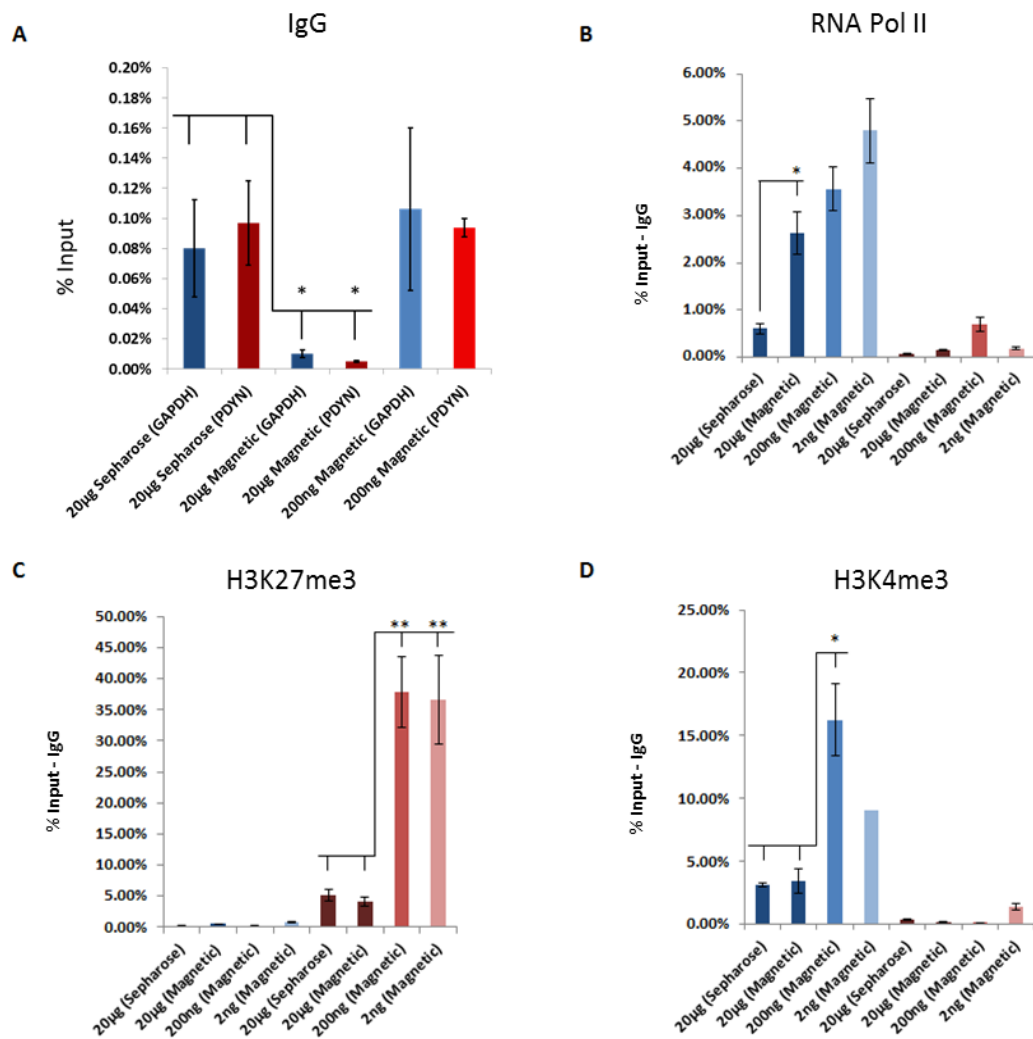 A
IgG
% Input
0.20%
0.18%
0.16%
0.14%
0.12%
0.10%
0.08%
0.06%
0.04%
0.02%
0.00%
* *
20µg Sepharose (GAPDH)
20µg Sepharose (PDYN)
20µg Magnetic (GAPDH)
20µg Magnetic (PDYN)
200ng Magnetic (GAPDH)
200ng Magnetic (PDYN)
B
RNA Pol II
% Input - IgG
6.00%
5.00%
4.00%
3.00%
2.00%
1.00%
0.00%
*
20µg (Sepharose)
20µg (Magnetic)
200ng (Magnetic)
2ng (Magnetic)
20µg (Sepharose)
20µg (Magnetic)
200ng (Magnetic)
2ng (Magnetic)
C
H3K27me3
% Input - IgG
50.00%
45.00%
40.00%
35.00%
30.00%
25.00%
20.00%
15.00%
10.00%
5.00%
0.00%
** **
20µg (Sepharose)
20µg (Magnetic)
200ng (Magnetic)
2ng (Magnetic)
20µg (Sepharose)
20µg (Magnetic)
200ng (Magnetic)
2ng (Magnetic)
D
H3K4me3
% Input - IgG
25.00%
20.00%
15.00%
10.00%
5.00%
0.00%
*
20µg (Sepharose)
20µg (Magnetic)
200ng (Magnetic)
2ng (Magnetic)
20µg (Sepharose)
20µg (Magnetic)
200ng (Magnetic)
2ng (Magnetic)